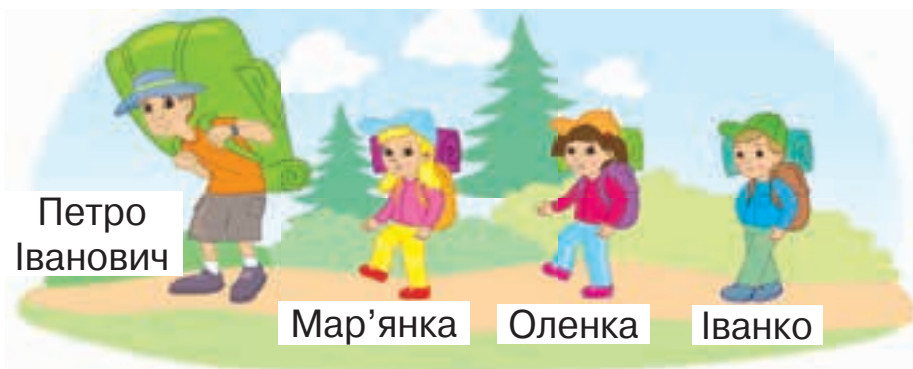 Петро
Іванович
Мар’янка
Оленка
Іванко